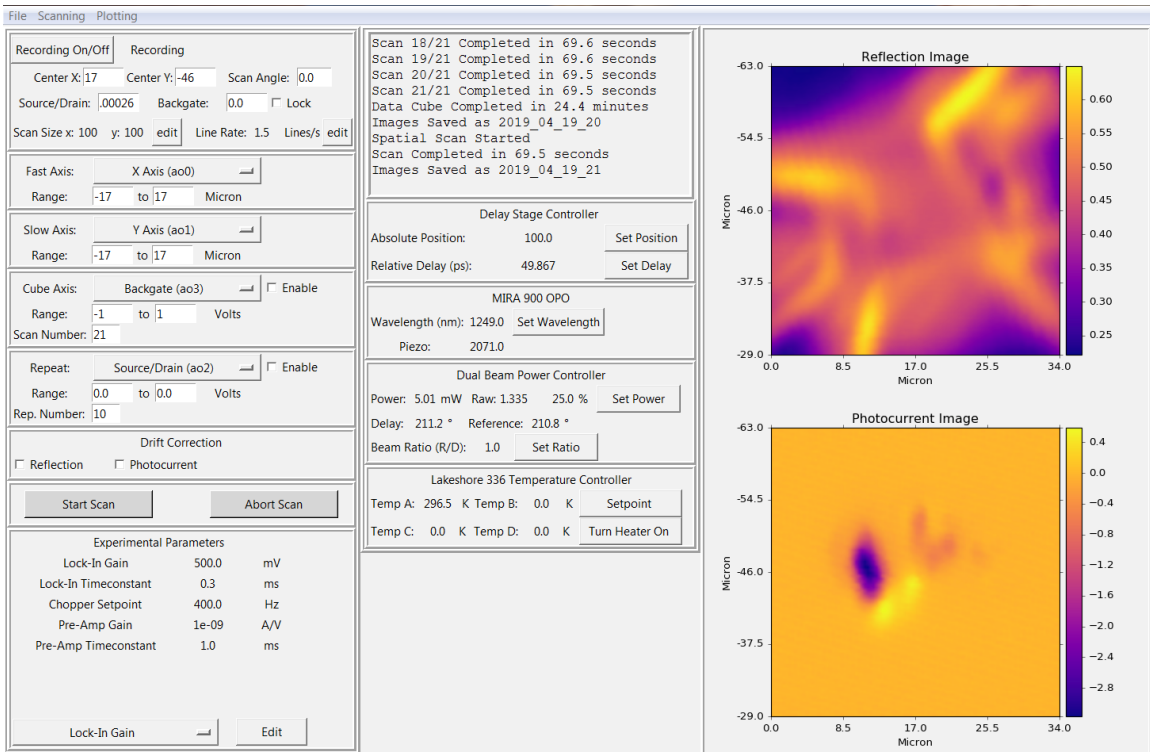 File Scanning Plotting
Recording On/Off Recording
Center X: 17 Center Y: -46 Scan Angle: 0.0
Source/Drain: .00026 Backgate: 0.0 Lock
Scan Size x: 100 y: 100 edit Line Rate: 1.5 Lines/s edit
Fast Axis: X Axis (ao0)
Range: -17 to 17 Micron
Slow Axis: Y Axis (ao1)
Range: -17 to 17 Micron
Cube Axis: Backgate (ao3) Enable
Range: -1 to 1 Volts
Scan Number: 21
Repeat: Source/Drain (ao2) Enable
Range: 0.0 to 0.0 Volts
Rep. Number: 10
Drift Correction
Reflection Photocurrent
Start Scan Abort Scan
Experimental Parameters
Lock-In Gain 500.0 mV
Lock-In Timeconstant 0.3 ms
Chopper Setpoint 400.0 Hz
Pre-Amp Gain 1e-09 A/V
Pre-Amp Timeconstant 1.0 ms
Lock-In Gain Edit
Scan 18/21 Completed in 69.6 seconds
Scan 19/21 Completed in 69.6 seconds
Scan 20/21 Completed in 69.5 seconds
Scan 21/21 Completed in 69.5 seconds
Data Cube Completed in 24.4 minutes
Images Saved as 2019_04_19_20
Spatial Scan Started
Scan Completed in 69.5 seconds
Images Saved as 2019_04_19_21
Delay Stage Controller
Absolute Position: 100.0 Set Position
Relative Delay (ps): 49.867 Set Delay
MIRA 900 OPO
Wavelength (nm): 1249.0 Set Wavelength
Piezo: 2071.0
Dual Beam Power Controller
Power: 5.01 mW Raw: 1.335 25.0 % Set Power
Delay: 211.2 ° Reference: 210.8 °
Beam Ratio (R/D): 1.0 Set Ratio
Lakeshore 336 Temperature Controller
Temp A: 296.5 K Temp B: 0.0 K Setpoint
Temp C: 0.0 K Temp D: 0.0 K Turn Heater On
Reflection Image
-63.0
-54.5
-46.0
-37.5
-29.0
Micron
0.0 8.5 17.0 25.5 34.0
Micron
0.60
0.55
0.50
0.45
0.40
0.35
0.30
0.25
Photocurrent Image
-63.0
-54.5
-46.0
-37.5
-29.0
Micron
0.0 8.5 17.0 25.5 34.0
Micron
0.4
0.0
−0.4
−0.8
−1.2
−1.6
−2.0
−2.4
−2.8